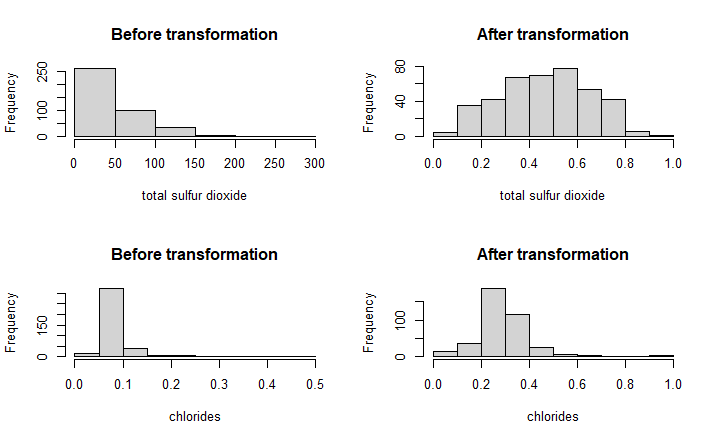 Before transformation
Frequency
0 100 250
0 50 100 150 200 250 300
total sulfur dioxide
After transformation
Frequency
0 40 80
0.0 0.2 0.4 0.6 0.8 1.0
total sulfur dioxide
Before transformation
Frequency
0 150
0.0 0.1 0.2 0.3 0.4 0.5
chlorides
After transformation
Frequency
0 100
0.0 0.2 0.4 0.6 0.8 1.0
chlorides